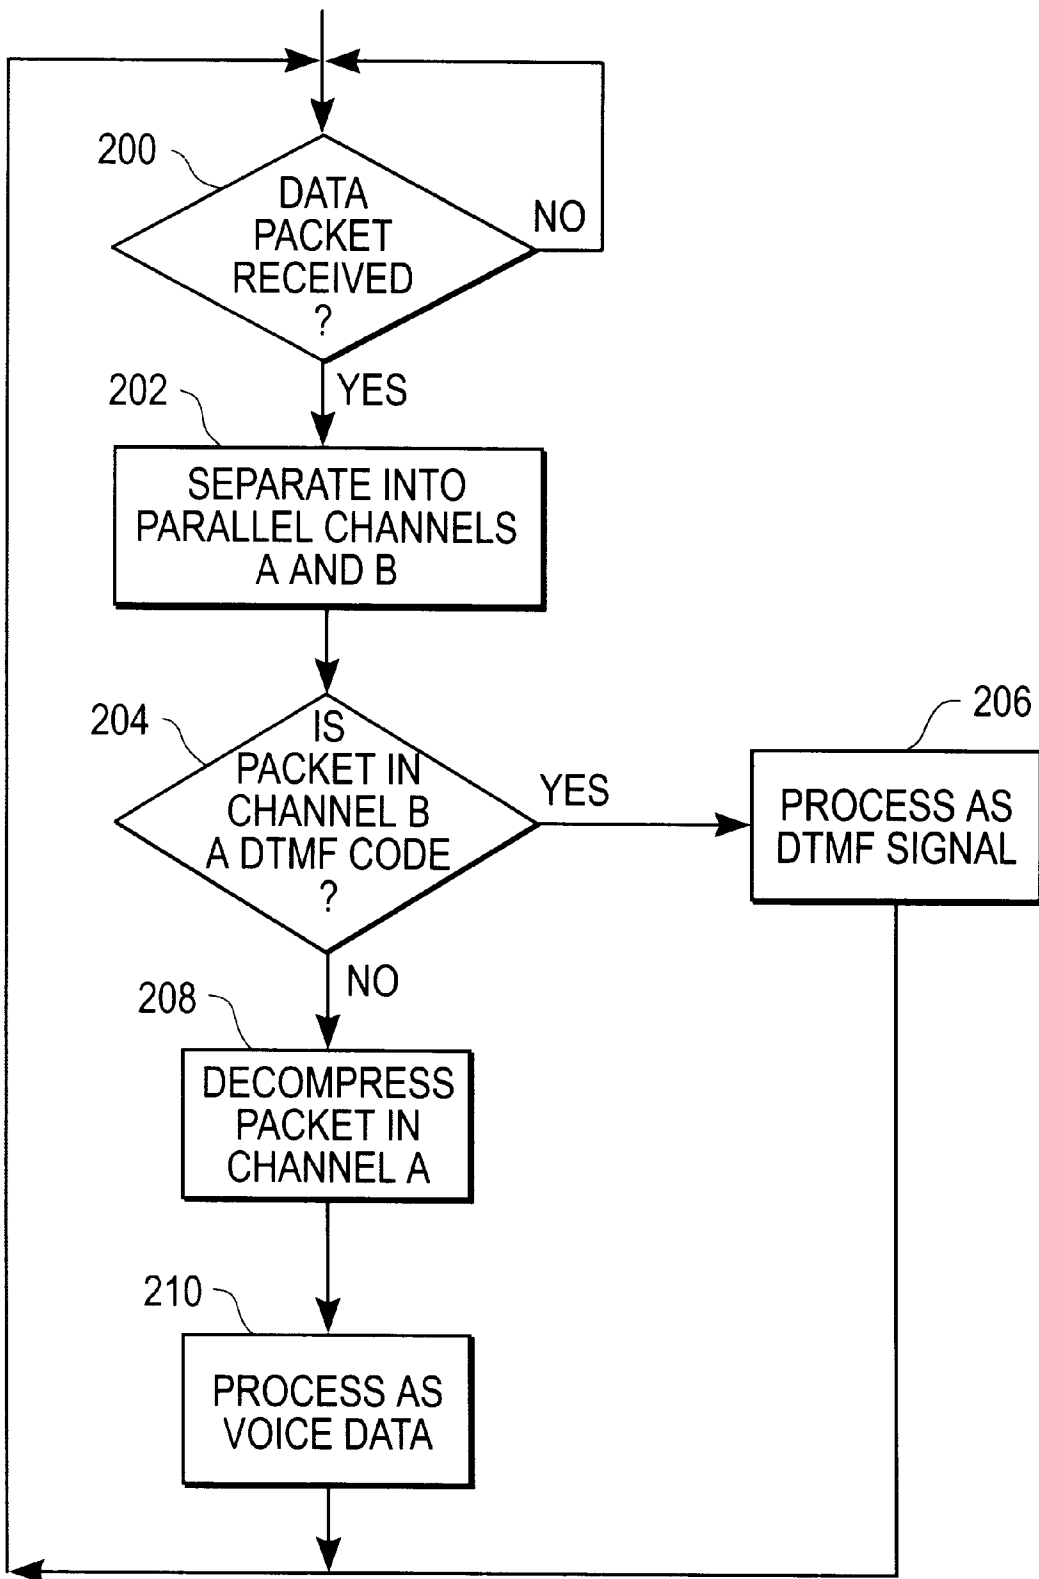 200
DATA
PACKET
RECEIVED
?
NO
YES
202
SEPARATE INTO
PARALLEL CHANNELS
A AND B
204
IS
PACKET IN
CHANNEL B
A DTMF CODE
?
YES
206
PROCESS AS
DTMF SIGNAL
NO
208
DECOMPRESS
PACKET IN
CHANNEL A
210
PROCESS AS
VOICE DATA